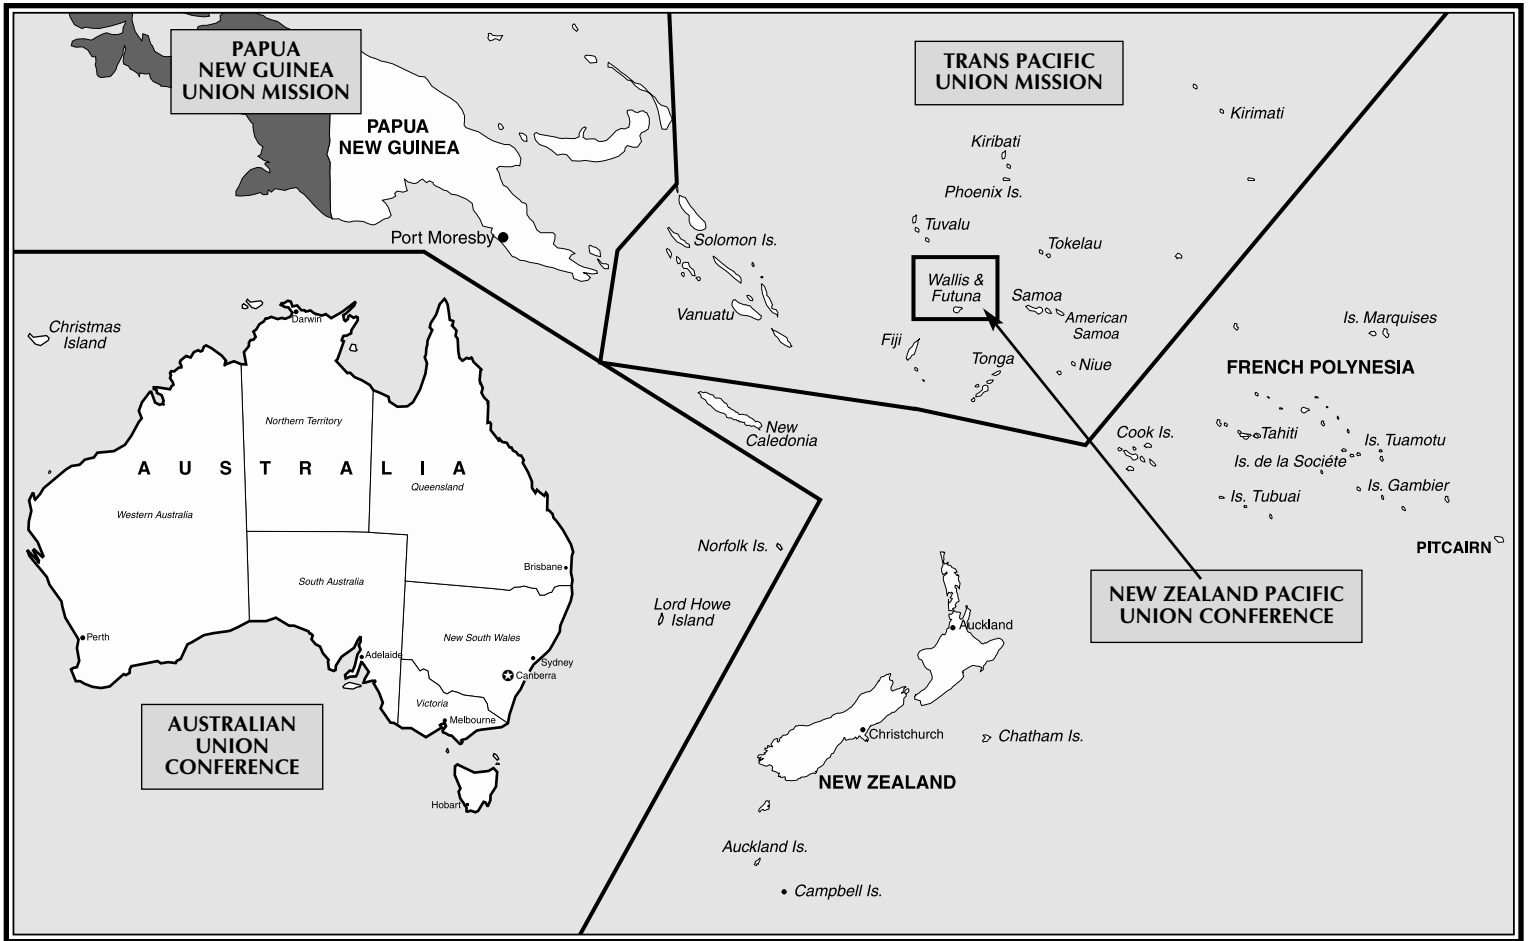 PAPUA
NEW GUINEA
UNION MISSION
TRANS PACIFIC
UNION MISSION
Kirimati
PAPUA
NEW GUINEA
Kiribati
Phoenix Is.
Tuvalu
Port Moresby
Solomon Is.
Tokelau
Wallis &
Futuna
Samoa
American
Samoa
Vanuatu
Christmas
Island
Darwin
Is. Marquises
Fiji
Tonga
Niue
FRENCH POLYNESIA
Northern Territory
New
Caledonia
Cook Is.
Tahiti
Is. Tuamotu
Is. de la Sociéte
AUSTRALIA
Queensland
Is. Gambier
Is. Tubuai
Western Australia
Norfolk Is.
PITCAIRN
Brisbane
South Australia
NEW ZEALAND PACIFIC
UNION CONFERENCE
Lord Howe
Island
Auckland
Perth
New South Wales
Adelaide
Sydney
Canberra
Victoria
Melbourne
AUSTRALIAN
UNION
CONFERENCE
Christchurch
Chatham Is.
NEW ZEALAND
Hobart
Auckland Is.
Campbell Is.